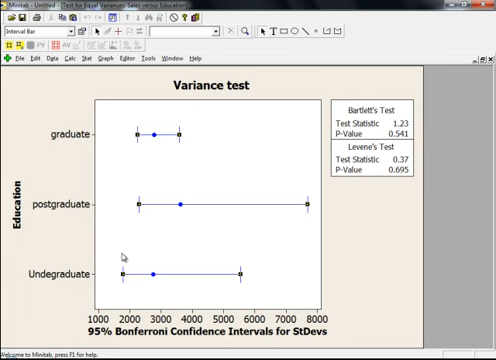 Minitab - Untitled - [Test for Equal Variances: Sales versus Education]
Interval Bar
File Edit Data Calc Stat Graph Editor Tools Window Help
Variance test
Bartlett's Test
Test Statistic 1.23
P-Value 0.541
Levene's Test
Test Statistic 0.37
P-Value 0.695
Education
graduate
postgraduate
Undegraduate
1000 2000 3000 4000 5000 6000 7000 8000
95% Bonferroni Confidence Intervals for StDevs
Welcome to Minitab, press F1 for help.